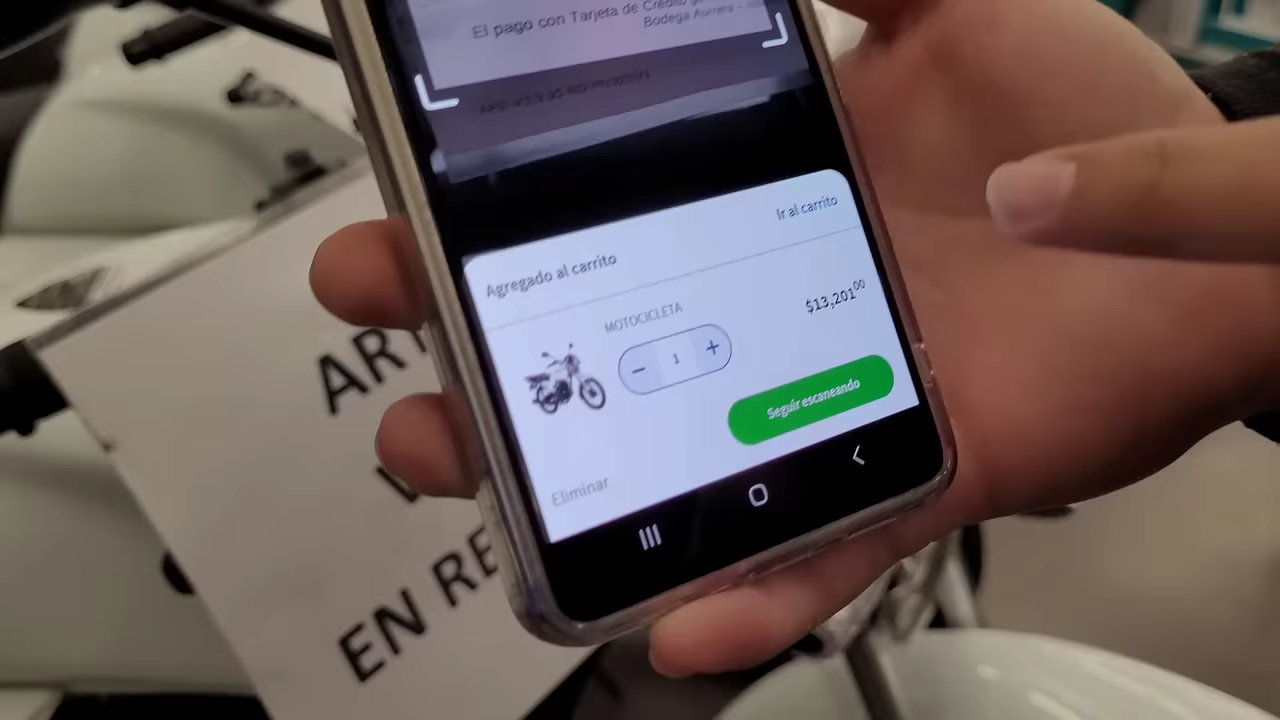 El pago con Tarjeta de Crédito
Bodega Aurrera
Ir al carrito
Agregado al carrito
MOTOCICLETA
$13,20100
1
Seguir escaneando
Eliminar
ART
EN RE